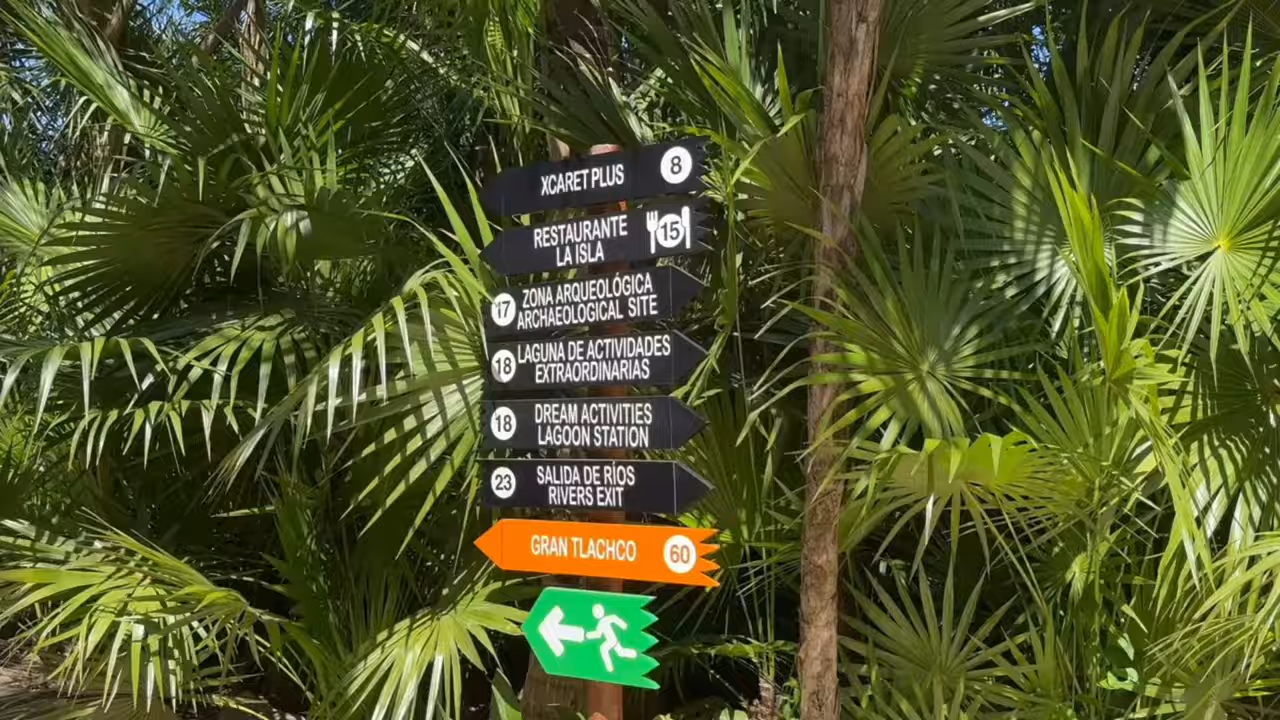 XCARET PLUS 8
RESTAURANTE 15
LA ISLA
17 ZONA ARQUEOLÓGICA
ARCHAEOLOGICAL SITE
18 LAGUNA DE ACTIVIDADES
EXTRAORDINARIAS
18 DREAM ACTIVITIES
LAGOON STATION
23 SALIDA DE RÍOS
RIVERS EXIT
GRAN TLACHCO 60